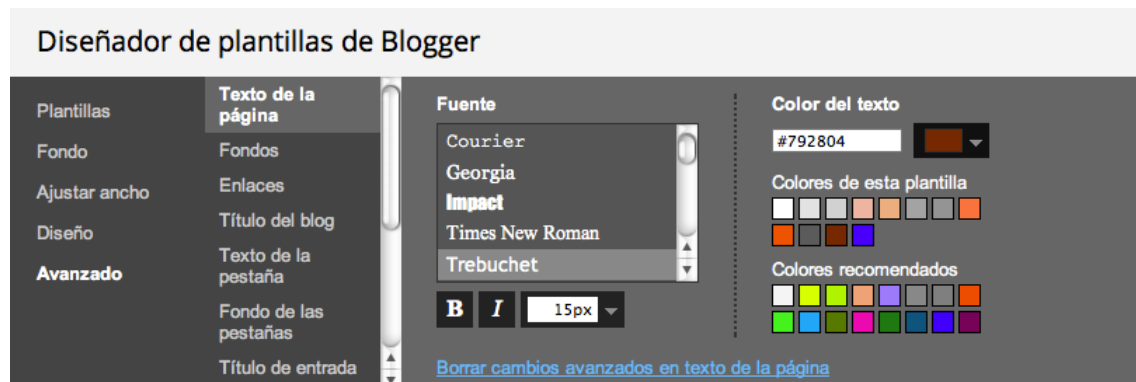 Diseñador de plantillas de Blogger
Plantillas
Fondo
Ajustar ancho
Diseño
Avanzado
Texto de la
página
Fondos
Enlaces
Título del blog
Texto de la
pestaña
Fondo de las
pestañas
Título de entrada
Fuente
Courier
Georgia
Impact
Times New Roman
Trebuchet
B I 15px
Borrar cambios avanzados en texto de la página
Color del texto
#792804
Colores de esta plantilla
Colores recomendados